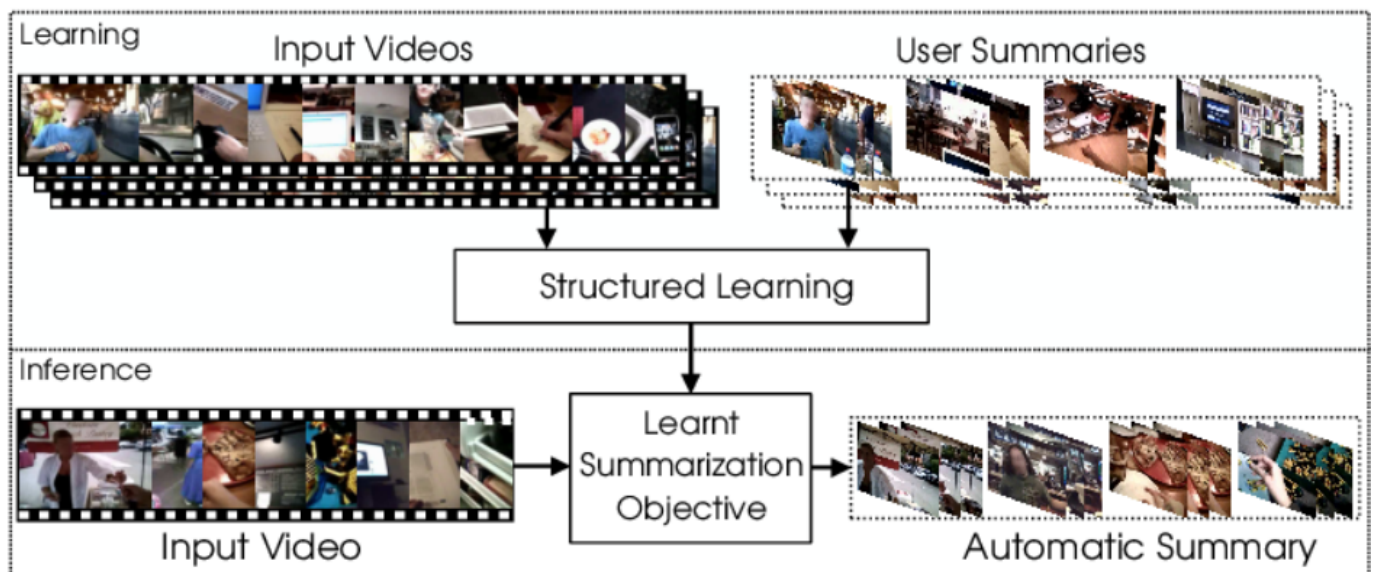 Learning
Input Videos
User Summaries
Structured Learning
Inference
Learnt
Summarization
Objective
Input Video
Automatic Summary